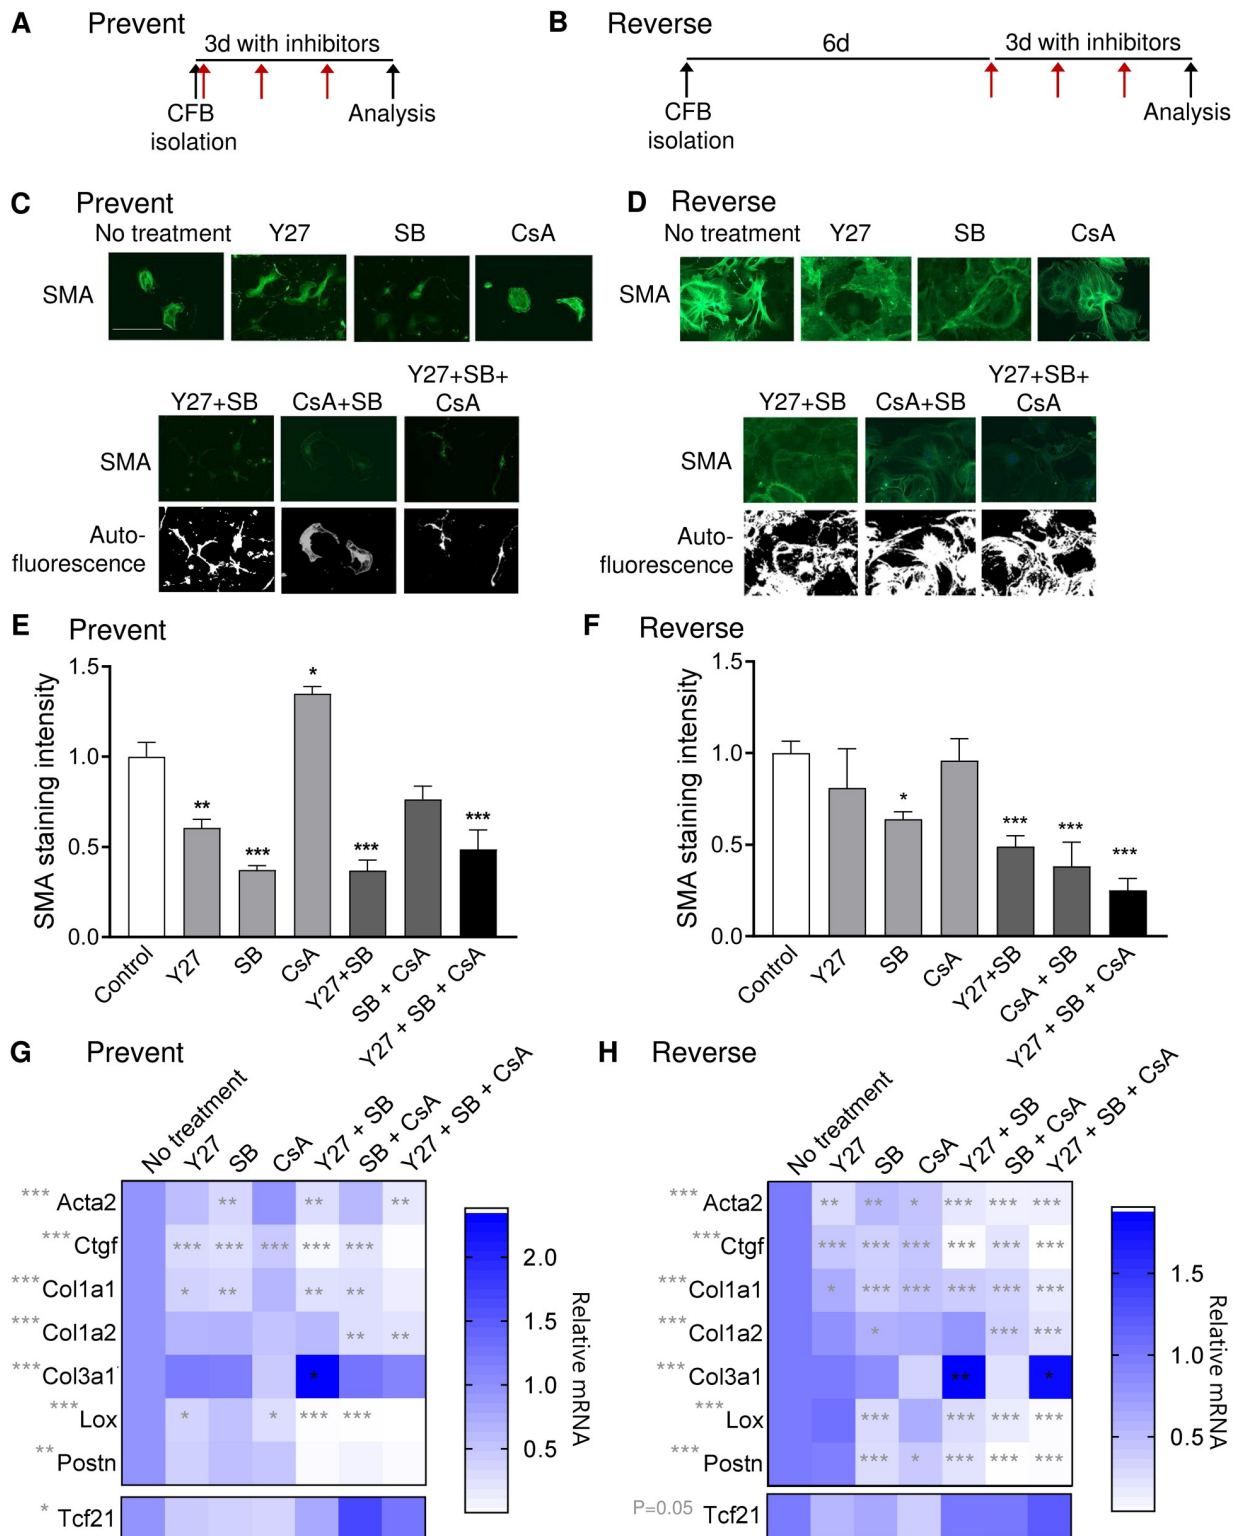 A Prevent
3d with inhibitors
CFB
isolation
Analysis
B Reverse
6d
3d with inhibitors
CFB
isolation
Analysis
C Prevent
No treatment Y27 SB CsA
SMA
Y27+SB CsA+SB Y27+SB+
CsA
SMA
Auto-
fluorescence
D Reverse
No treatment Y27 SB CsA
SMA
Y27+SB CsA+SB Y27+SB+
CsA
SMA
Auto-
fluorescence
E Prevent
SMA staining intensity
1.5
1.0
0.5
0.0
** *** * *** ***
Control Y27 SB CsA Y27+SB SB + CsA Y27 + SB + CsA
F Reverse
SMA staining intensity
1.5
1.0
0.5
0.0
* *** *** ***
Control Y27 SB CsA Y27+SB CsA + SB Y27 + SB + CsA
G Prevent
No treatment Y27 SB CsA Y27 + SB SB + CsA Y27 + SB + CsA
*** Acta2 ** ** **
*** Ctgf *** *** *** *** ***
*** Col1a1 * ** ** **
*** Col1a2 ** **
*** Col3a1 *
*** Lox * * *** ***
** Postn
* Tcf21
2.0
1.5
1.0
0.5
Relative mRNA
H Reverse
No treatment Y27 SB CsA Y27 + SB SB + CsA Y27 + SB + CsA
*** Acta2 ** ** * *** *** ***
*** Ctgf *** *** *** *** *** ***
*** Col1a1 * *** *** *** *** ***
*** Col1a2 * *** ***
*** Col3a1 ** *
*** Lox *** *** *** ***
*** Postn *** * *** *** ***
P=0.05 Tcf21
1.5
1.0
0.5
Relative mRNA